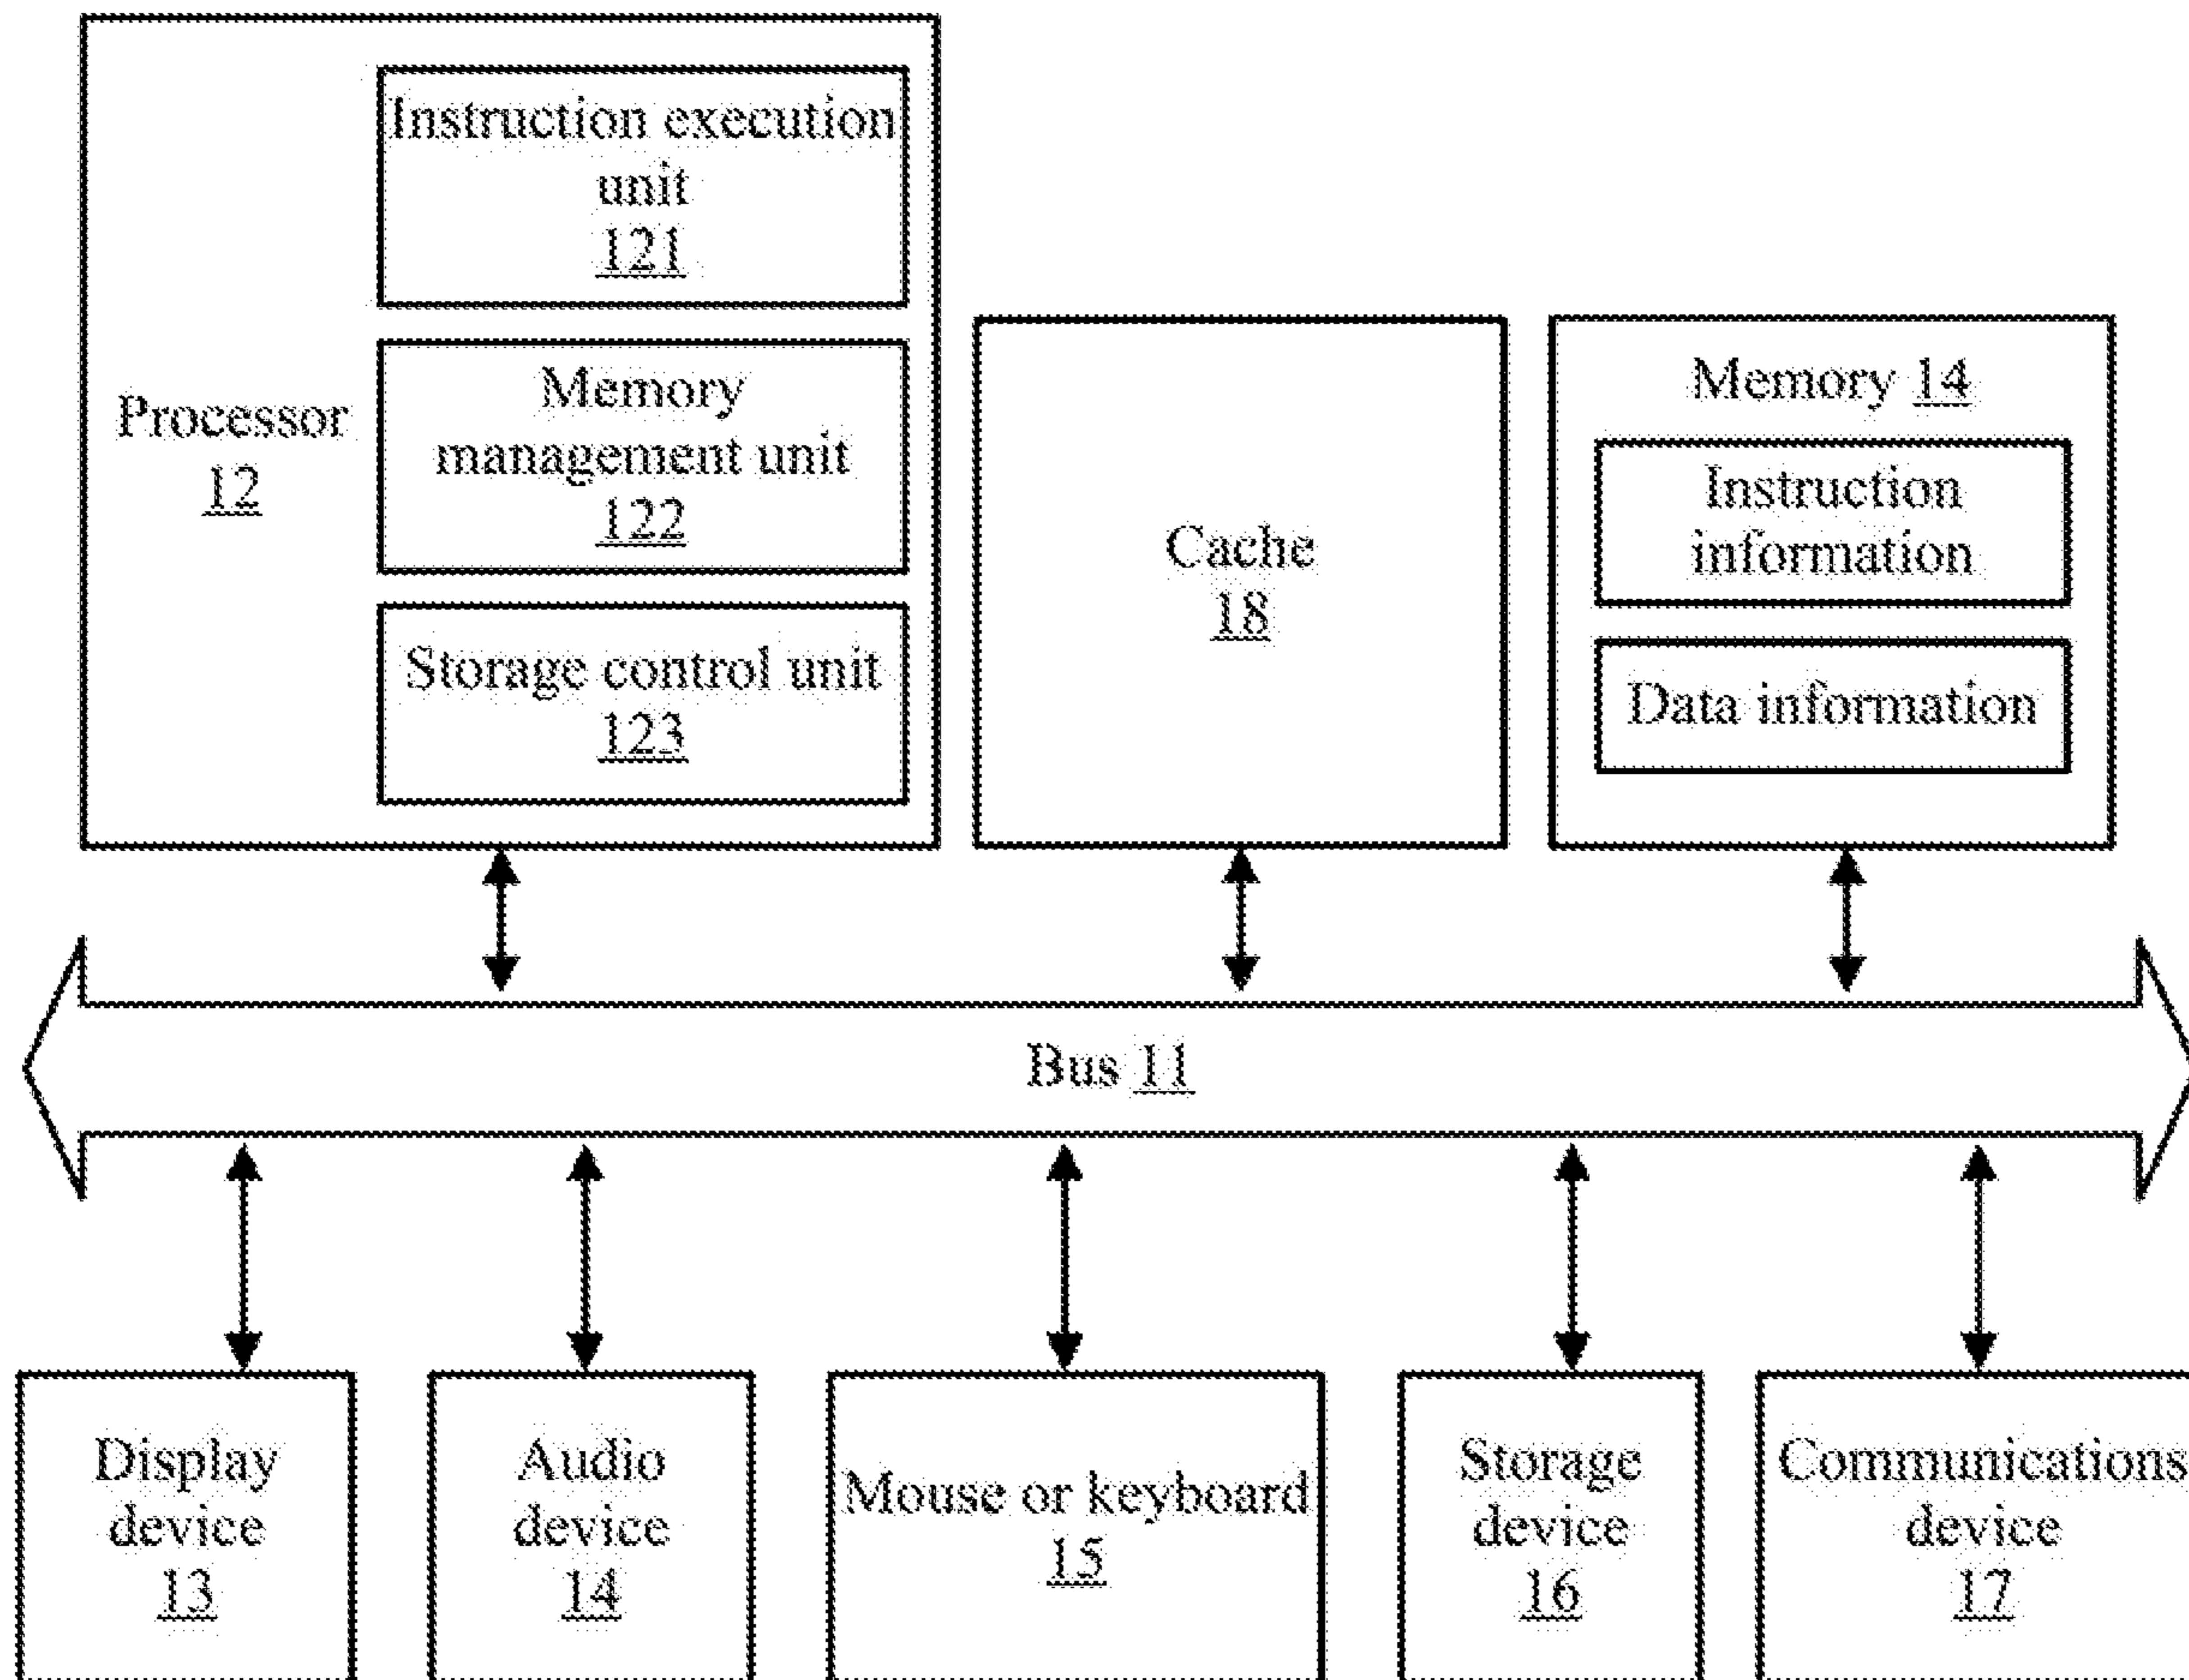 Instruction execution
unit
121
Memory
management unit
122
Storage control unit
123
Processor
12
Cache
18
Memory 14
Instruction
information
Data information
Bus 11
Display
device
13
Audio
device
14
Mouse or keyboard
15
Storage
device
16
Communications
device
17